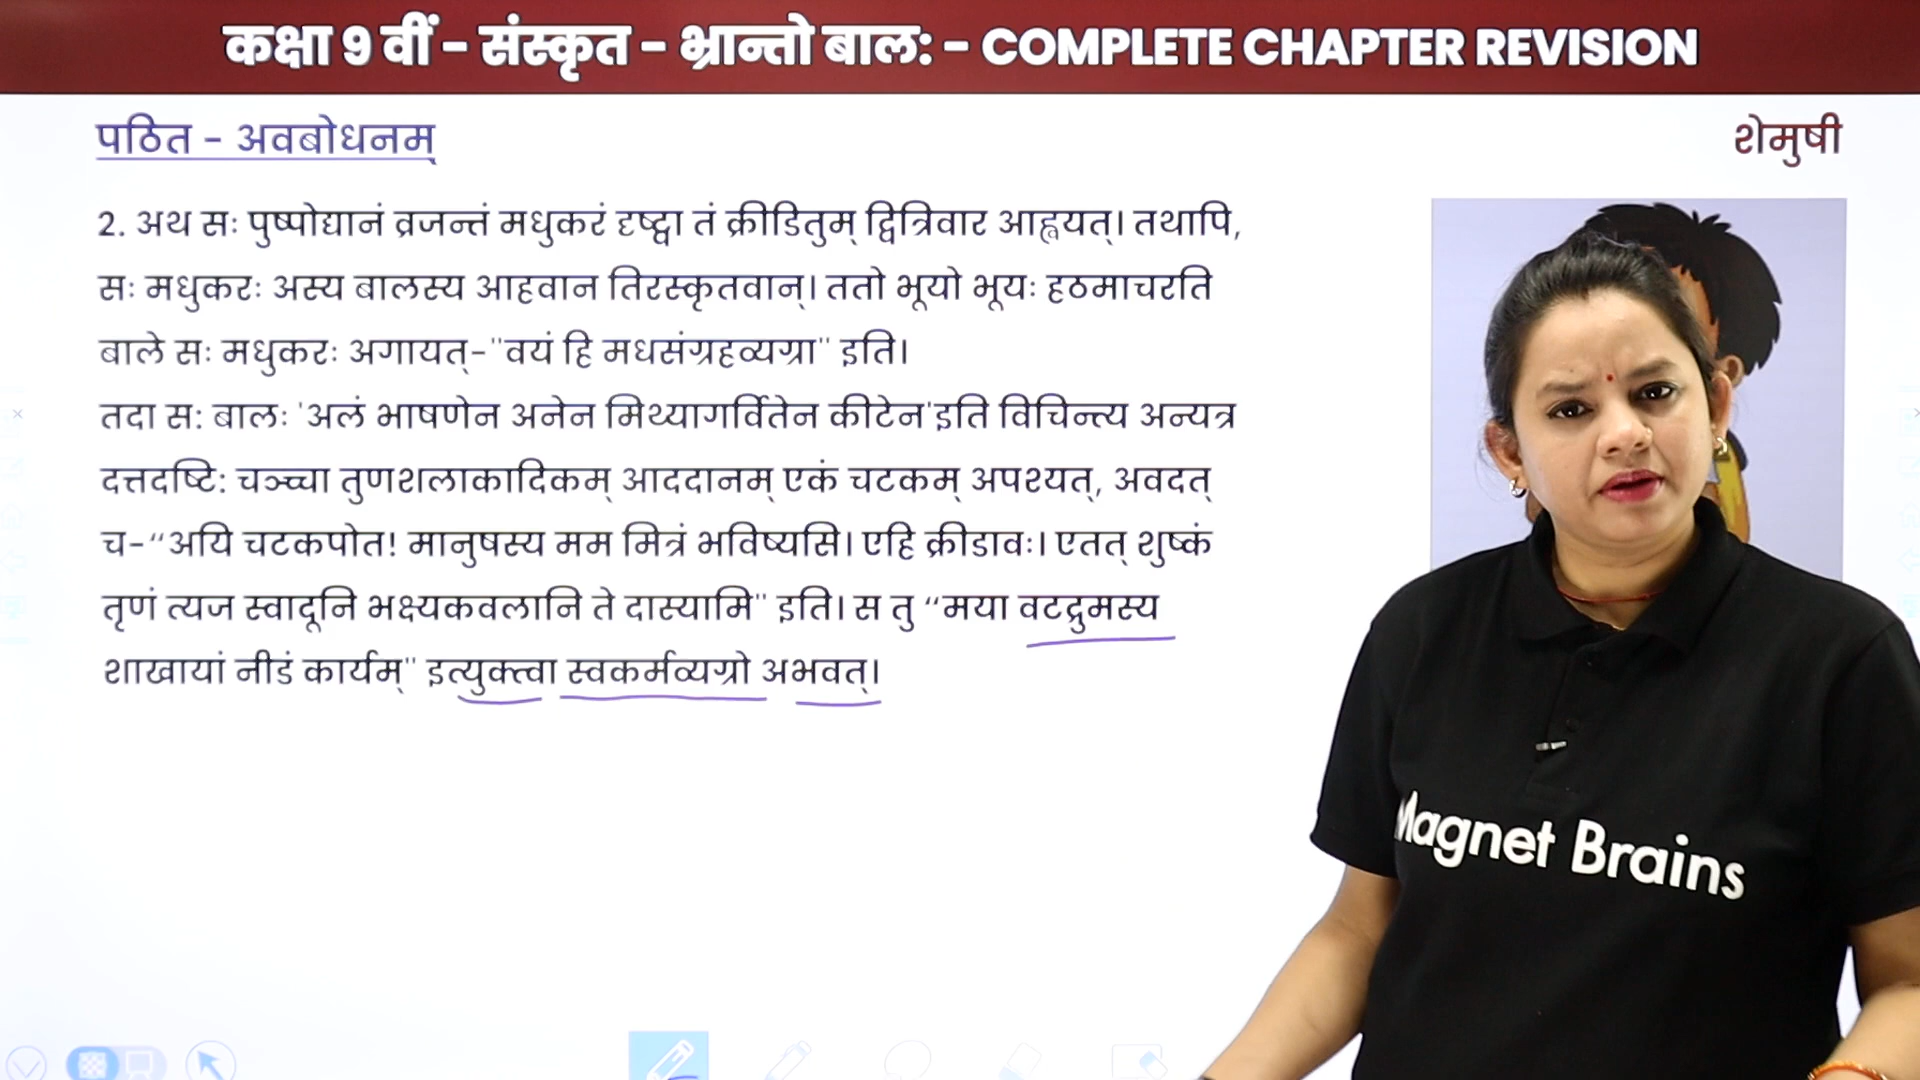 कक्षा 9 वीं - संस्कृत - भ्रान्तो बाल: - COMPLETE CHAPTER REVISION
पठित - अवबोधनम्
शेमुषी
2. अथ सः पुष्पोद्यानं व्रजन्तं मधुकरं दृष्ट्वा तं क्रीडितुम् द्वित्रिवार आह्वयत्। तथापि,
सः मधुकरः अस्य बालस्य आहवान तिरस्कृतवान्। ततो भूयो भूयः हठमाचरति
बाले सः मधुकरः अगायत्-"वयं हि मधसंग्रहव्यग्रा" इति।
तदा स: बालः 'अलं भाषणेन अनेन मिथ्यागर्वितेन कीटेन'इति विचिन्त्य अन्यत्र
दत्तदष्टि: चञ्च्चा तुणशलाकादिकम् आददानम् एकं चटकम् अपश्यत्, अवदत्
च-“अयि चटकपोत! मानुषस्य मम मित्रं भविष्यसि। एहि क्रीडावः। एतत् शुष्कं
तृणं त्यज स्वादूनि भक्ष्यकवलानि ते दास्यामि" इति। स तु “मया वटद्रुमस्य
शाखायां नीडं कार्यम्" इत्युक्त्वा स्वकर्मव्यग्रो अभवत्।
Magnet Brains